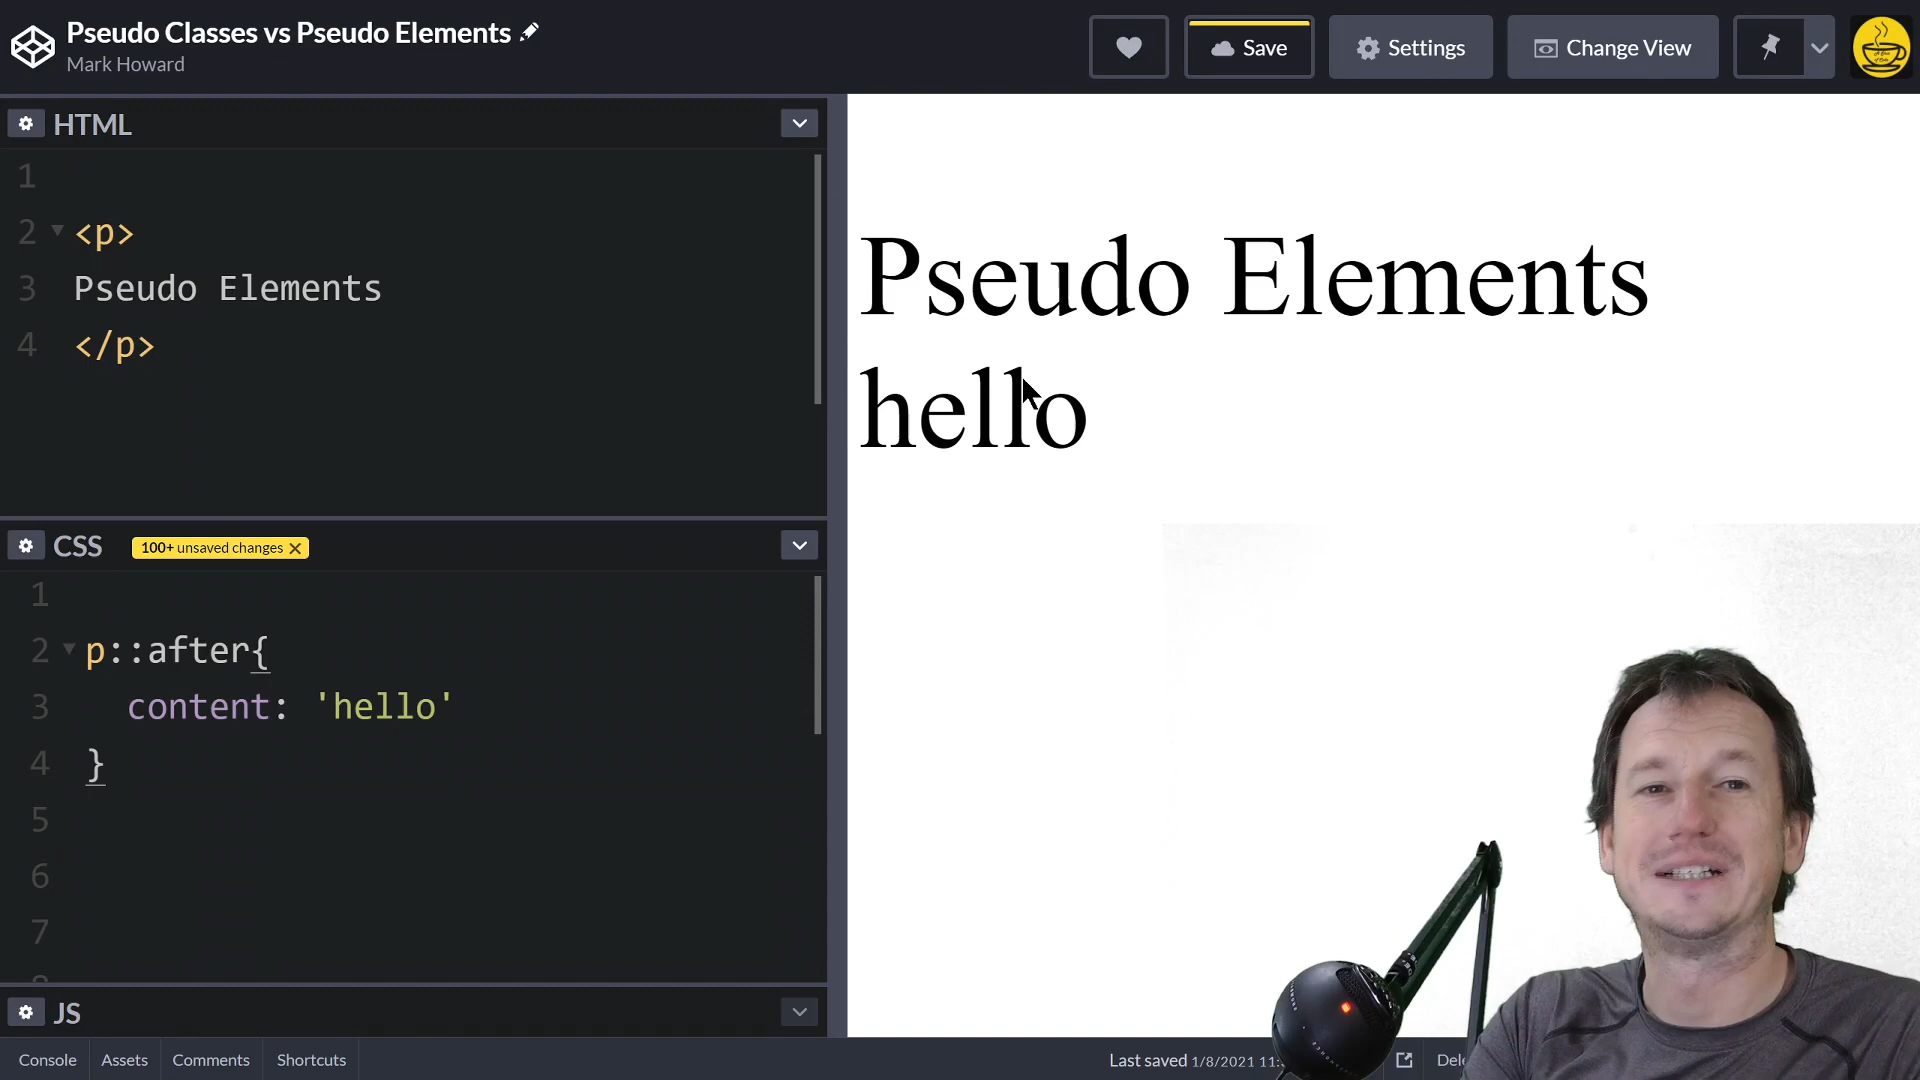 Pseudo Classes vs Pseudo Elements
Mark Howard
Save
Settings
Change View
HTML
1
2 <p>
3 Pseudo Elements
4 </p>
CSS 100+ unsaved changes
1
2 p::after{
3 content: 'hello'
4 }
5
6
7
JS
Pseudo Elements
hello
Console Assets Comments Shortcuts
Last saved 1/8/2021 11: